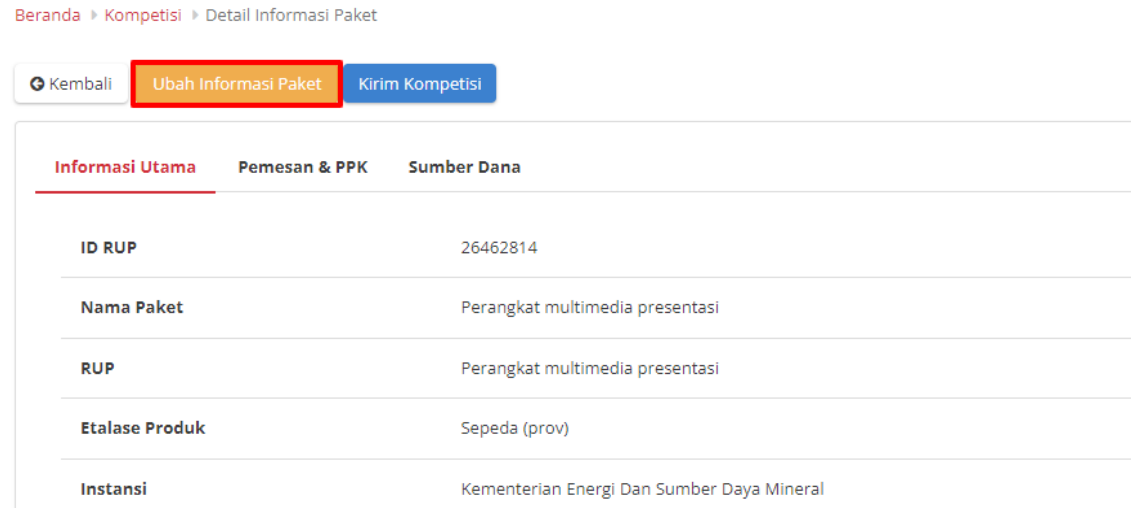 Beranda Kompetisi Detail Informasi Paket
Kembali Ubah Informasi Paket Kirim Kompetisi
Informasi Utama Pemesan & PPK Sumber Dana
ID RUP 26462814
Nama Paket Perangkat multimedia presentasi
RUP Perangkat multimedia presentasi
Etalase Produk Sepeda (prov)
Instansi Kementerian Energi Dan Sumber Daya Mineral